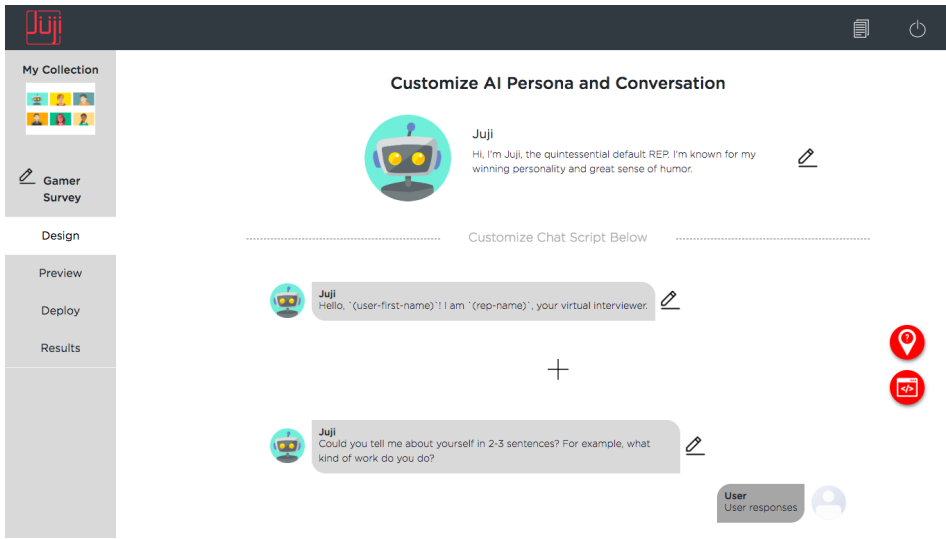 Juji
My Collection
Gamer
Survey
Design
Preview
Deploy
Results
Customize AI Persona and Conversation
Juji
Hi, I'm Juji, the quintessential default REP. I'm known for my
winning personality and great sense of humor.
Customize Chat Script Below
Juji
Hello, `(user-first-name)`! I am `(rep-name)`, your virtual interviewer.
Juji
Could you tell me about yourself in 2-3 sentences? For example, what
kind of work do you do?
User
User responses
?
</>